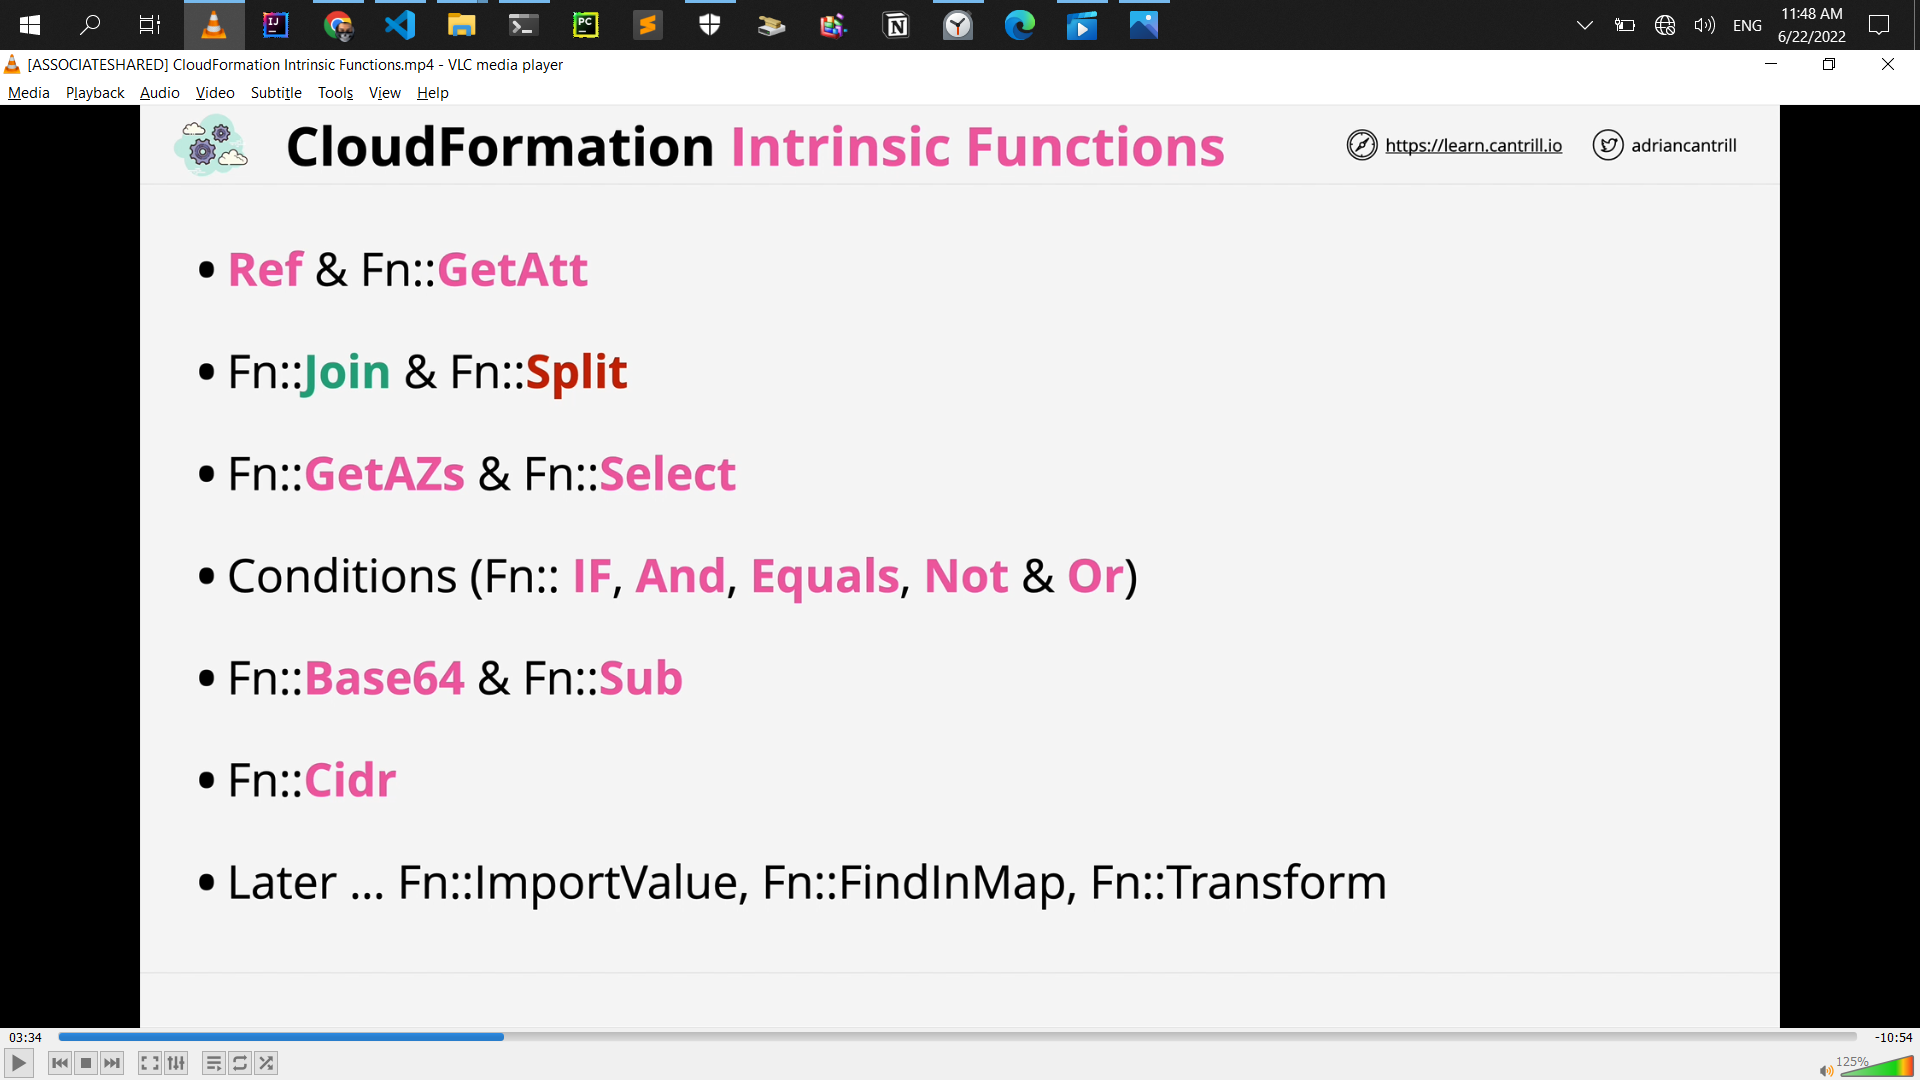 11:48 AM
ENG
6/22/2022
[ASSOCIATESHARED] CloudFormation Intrinsic Functions.mp4 - VLC media player
Media Playback Audio Video Subtitle Tools View Help
CloudFormation Intrinsic Functions
https://learn.cantrill.io
adriancantrill
• Ref & Fn::GetAtt
• Fn::Join & Fn::Split
• Fn::GetAZs & Fn::Select
• Conditions (Fn:: IF, And, Equals, Not & Or)
• Fn::Base64 & Fn::Sub
• Fn::Cidr
• Later ... Fn::ImportValue, Fn::FindInMap, Fn::Transform
03:34
-10:54
125%